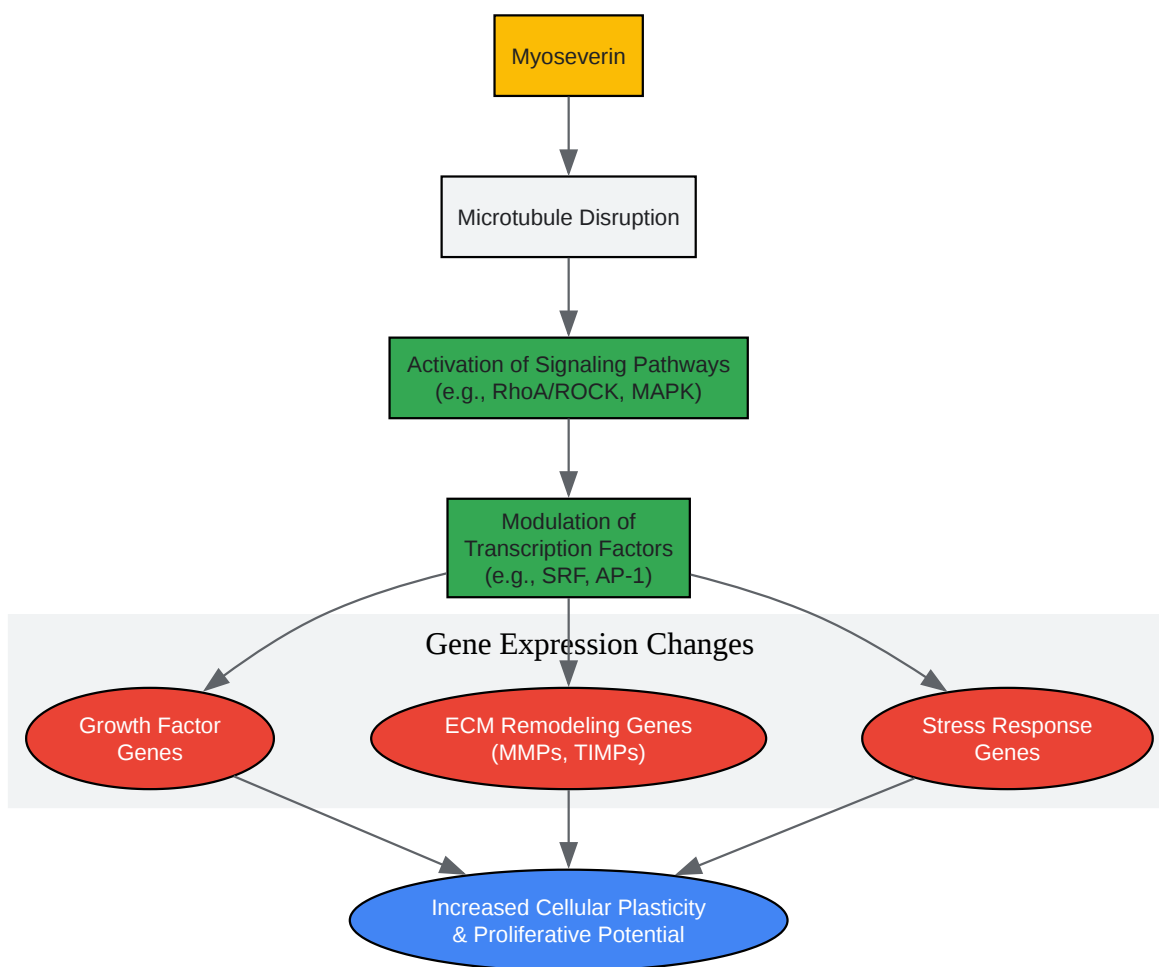 Myoseverin
Microtubule Disruption
Activation of Signaling Pathways
(e.g., RhoA/ROCK, MAPK)
Modulation of
Transcription Factors
(e.g., SRF, AP-1)
Gene Expression Changes
Growth Factor
Genes
ECM Remodeling Genes
(MMPs, TIMPs)
Stress Response
Genes
Increased Cellular Plasticity
& Proliferative Potential